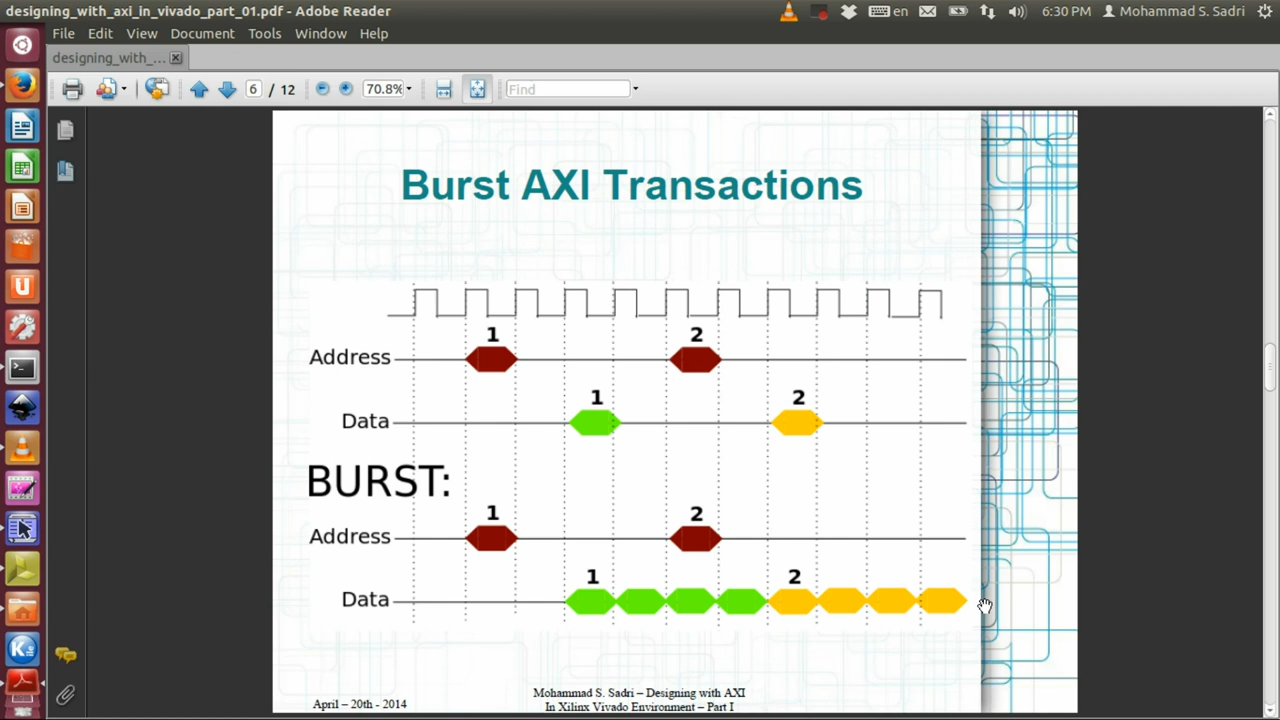 designing_with_axi_in_vivado_part_01.pdf - Adobe Reader
en
6:30 PM
Mohammad S. Sadri
File Edit View Document Tools Window Help
designing_with_...
6 / 12
70.8%
Find
Burst AXI Transactions
1 2
Address
1 2
Data
BURST:
1 2
Address
1 2
Data
April – 20th - 2014
Mohammad S. Sadri – Designing with AXI
In Xilinx Vivado Environment – Part I